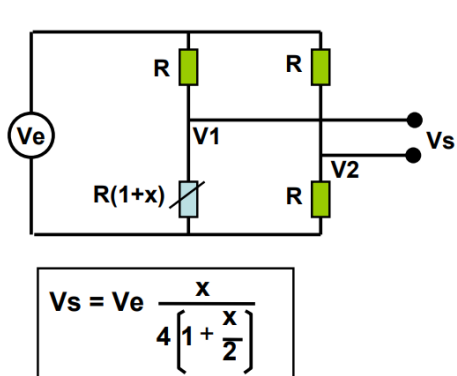 R
R
Ve
V1
Vs
V2
R(1+x)
R
Vs = Ve x / 4 [1 + x / 2]